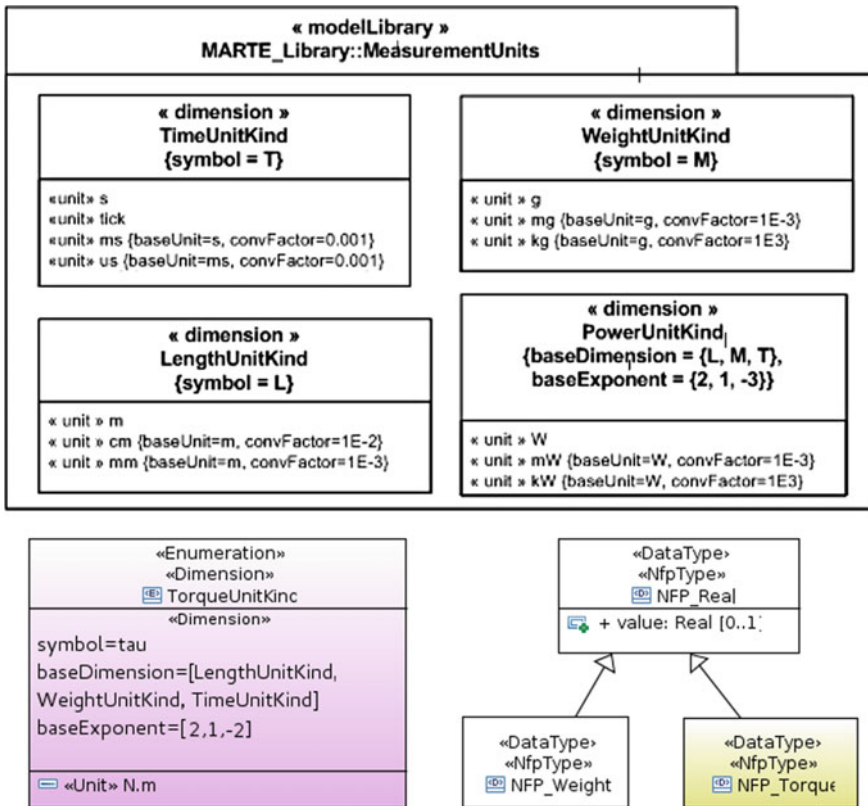 « modelLibrary »
MARTE_Library::MeasurementUnits
« dimension »
TimeUnitKind
{symbol = T}
«unit» s
«unit» tick
«unit» ms {baseUnit=s, convFactor=0.001}
«unit» us {baseUnit=ms, convFactor=0.001}
« dimension »
WeightUnitKind
{symbol = M}
« unit » g
« unit » mg {baseUnit=g, convFactor=1E-3}
« unit » kg {baseUnit=g, convFactor=1E3}
« dimension »
LengthUnitKind
{symbol = L}
« unit » m
« unit » cm {baseUnit=m, convFactor=1E-2}
« unit » mm {baseUnit=m, convFactor=1E-3}
« dimension »
PowerUnitKind
{baseDimension = {L, M, T},
baseExponent = {2, 1, -3}}
« unit » W
« unit » mW {baseUnit=W, convFactor=1E-3}
« unit » kW {baseUnit=W, convFactor=1E3}
«Enumeration»
«Dimension»
TorqueUnitKinc
«Dimension»
symbol=tau
baseDimension=[LengthUnitKind,
WeightUnitKind, TimeUnitKind]
baseExponent=[2,1,-2]
«Unit» N.m
«DataType›
«NfpType»
NFP_Real
+ value: Real [0..1]
«DataType›
«NfpType»
NFP_Weight
«DataType›
«NfpType»
NFP_Torque